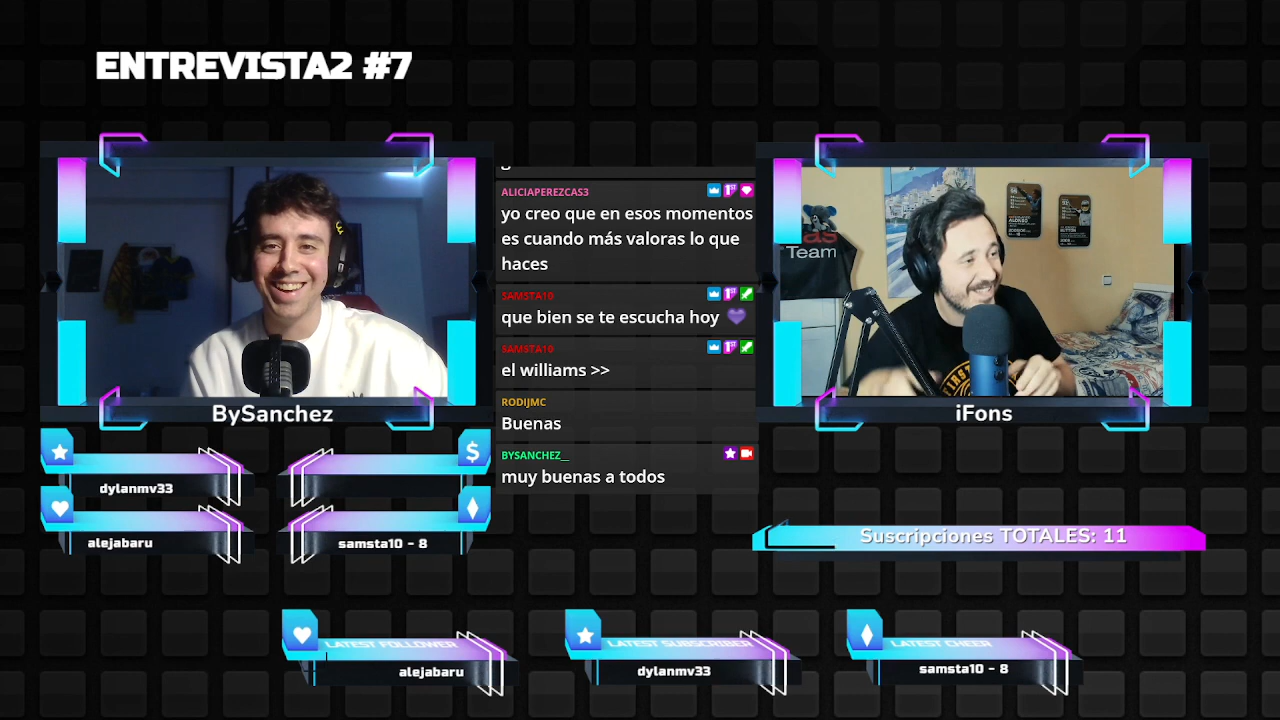 ENTREVISTA2 #7
ALICIAPEREZCAS3
yo creo que en esos momentos
es cuando más valoras lo que
haces
SAMSTA10
que bien se te escucha hoy 💜
SAMSTA10
el williams >>
RODIJMC
Buenas
BYSANCHEZ__
muy buenas a todos
Team
BySanchez
iFons
dylanmv33
alejabaru
samsta10 - 8
Suscripciones TOTALES: 11
LATEST FOLLOWER
alejabaru
LATEST SUBSCRIBER
dylanmv33
LATEST CHEER
samsta10 - 8